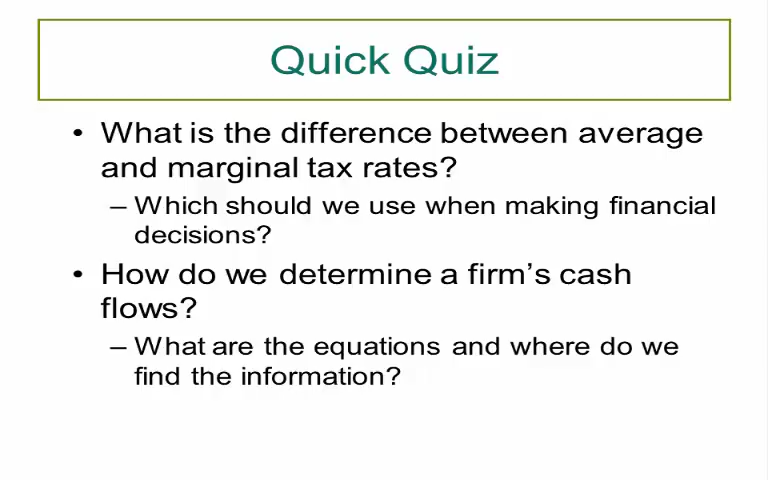 Quick Quiz
• What is the difference between average
and marginal tax rates?
– Which should we use when making financial
decisions?
• How do we determine a firm’s cash
flows?
– What are the equations and where do we
find the information?